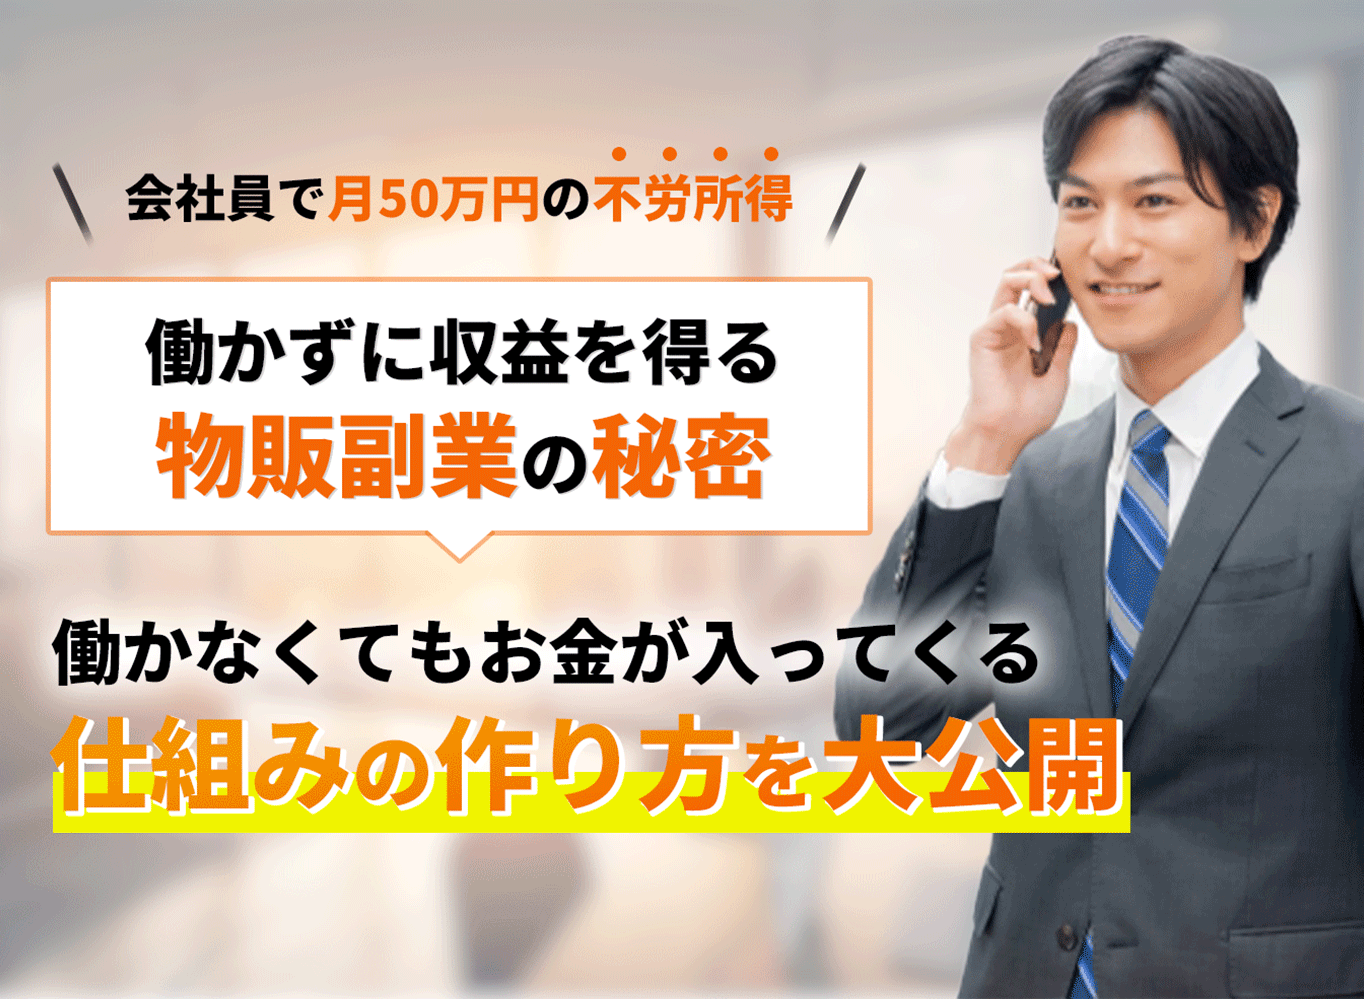 会社員で月50万円の不労所得
働かずに収益を得る
物販副業の秘密
働かなくてもお金が入ってくる
仕組みの作り方を大公開